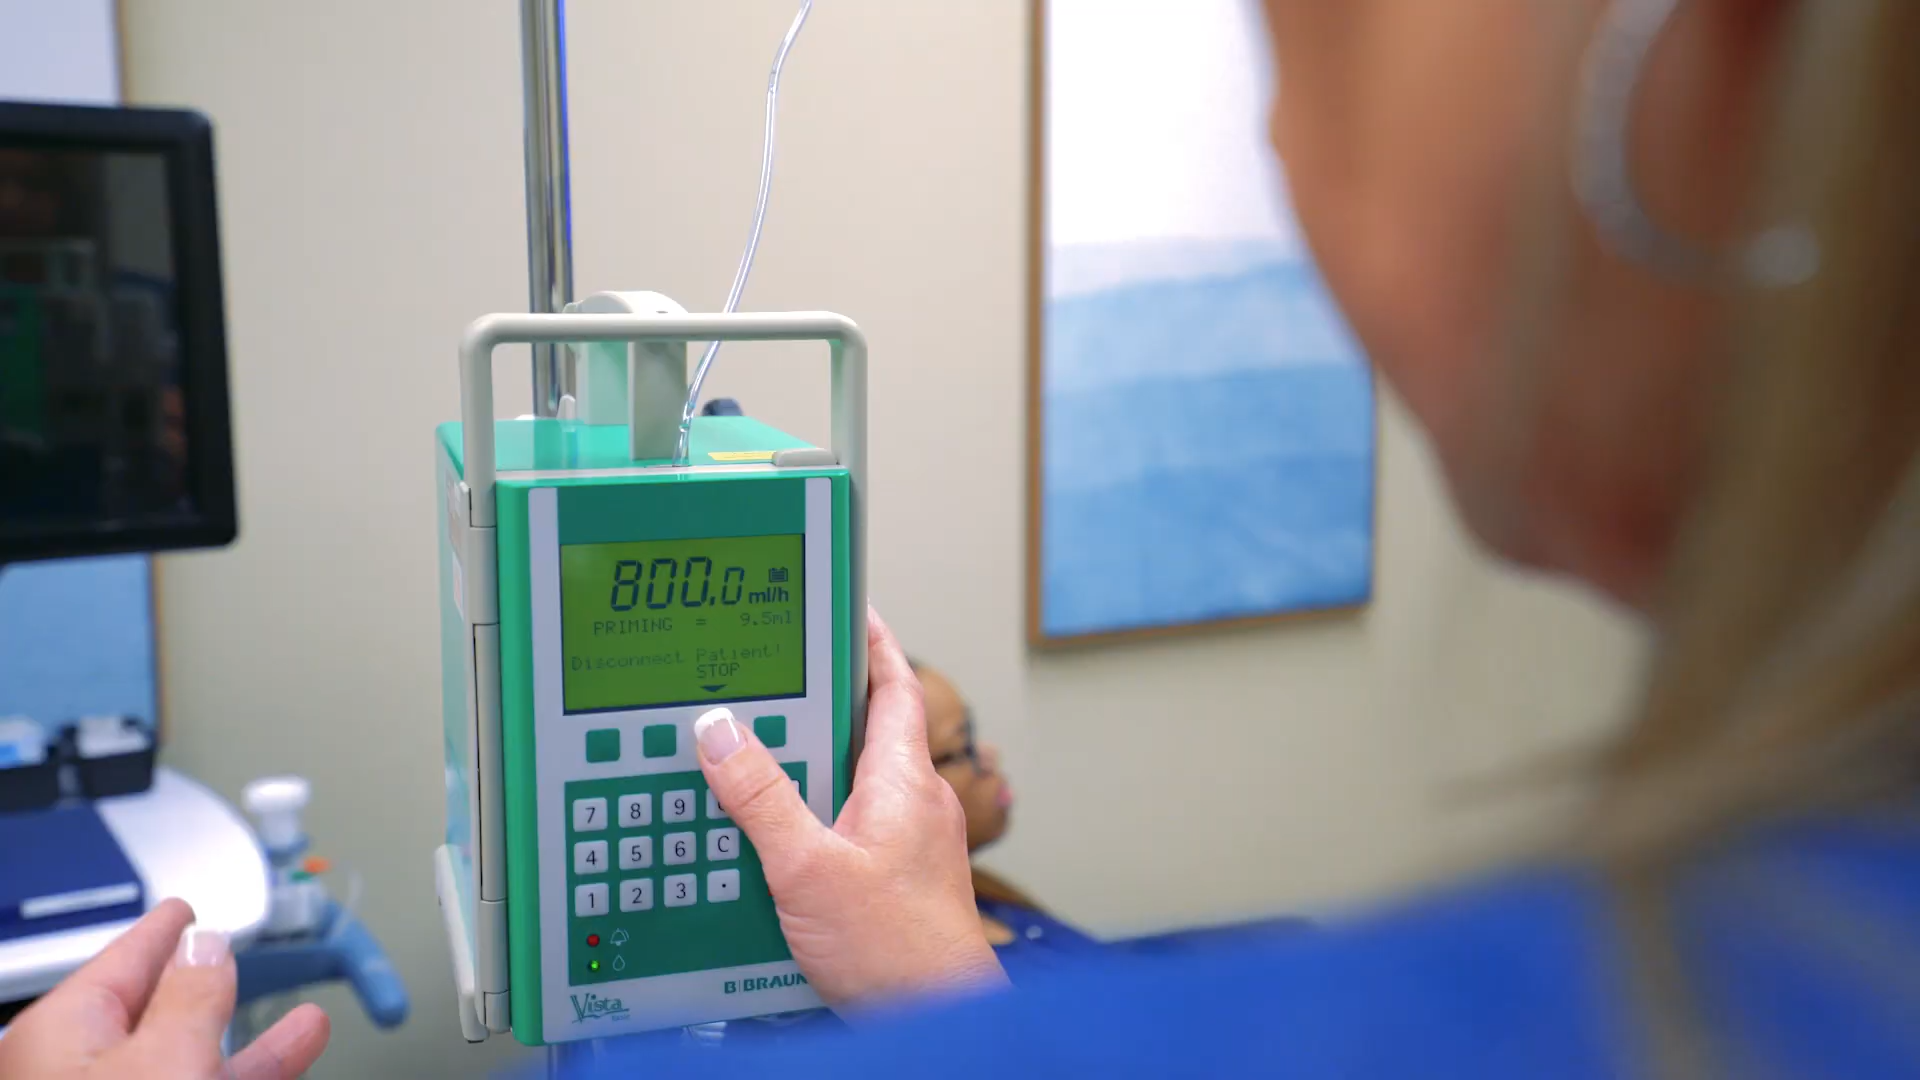 800.0 ml/h
PRIMING = 9.5ml
Disconnect Patient!
STOP
7 8 9
4 5 6 C
1 2 3 .
B|BRAUN
Vista
basic